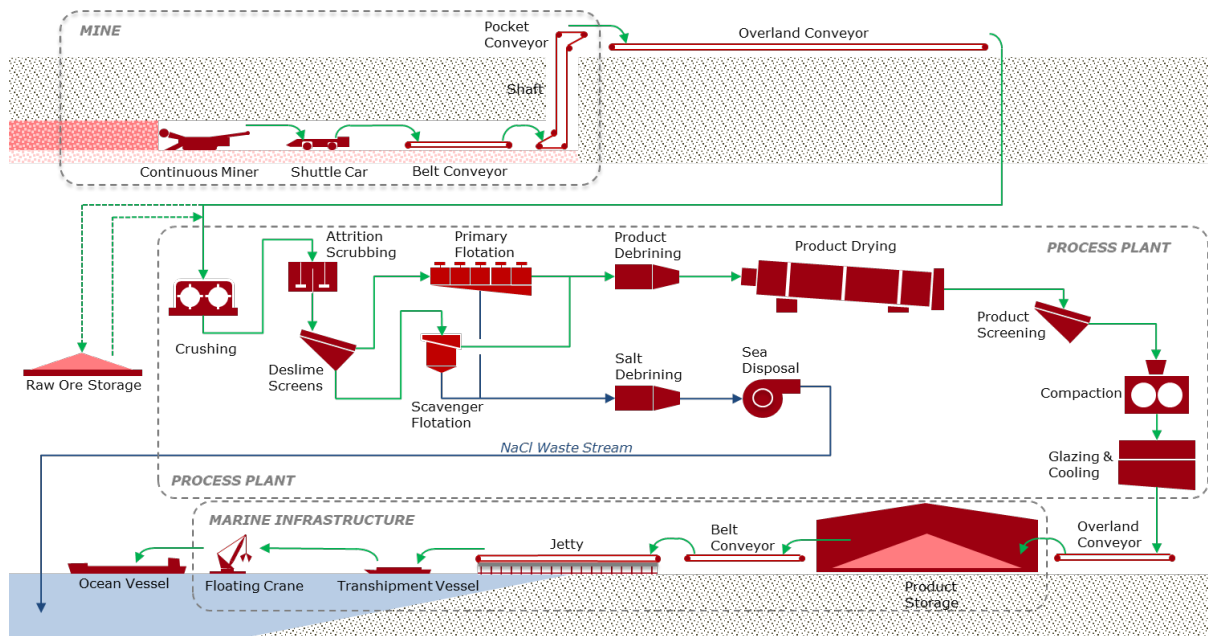 MINE
Pocket
Conveyor
Overland Conveyor
Shaft
Continuous Miner
Shuttle Car
Belt Conveyor
Attrition
Scrubbing
Primary
Flotation
Product
Debrining
Product Drying
PROCESS PLANT
Product
Screening
Crushing
Deslime
Screens
Raw Ore Storage
Scavenger
Flotation
Salt
Debrining
Sea
Disposal
Compaction
NaCl Waste Stream
Glazing &
Cooling
PROCESS PLANT
MARINE INFRASTRUCTURE
Jetty
Belt
Conveyor
Overland
Conveyor
Ocean Vessel
Floating Crane
Transhipment Vessel
Product
Storage